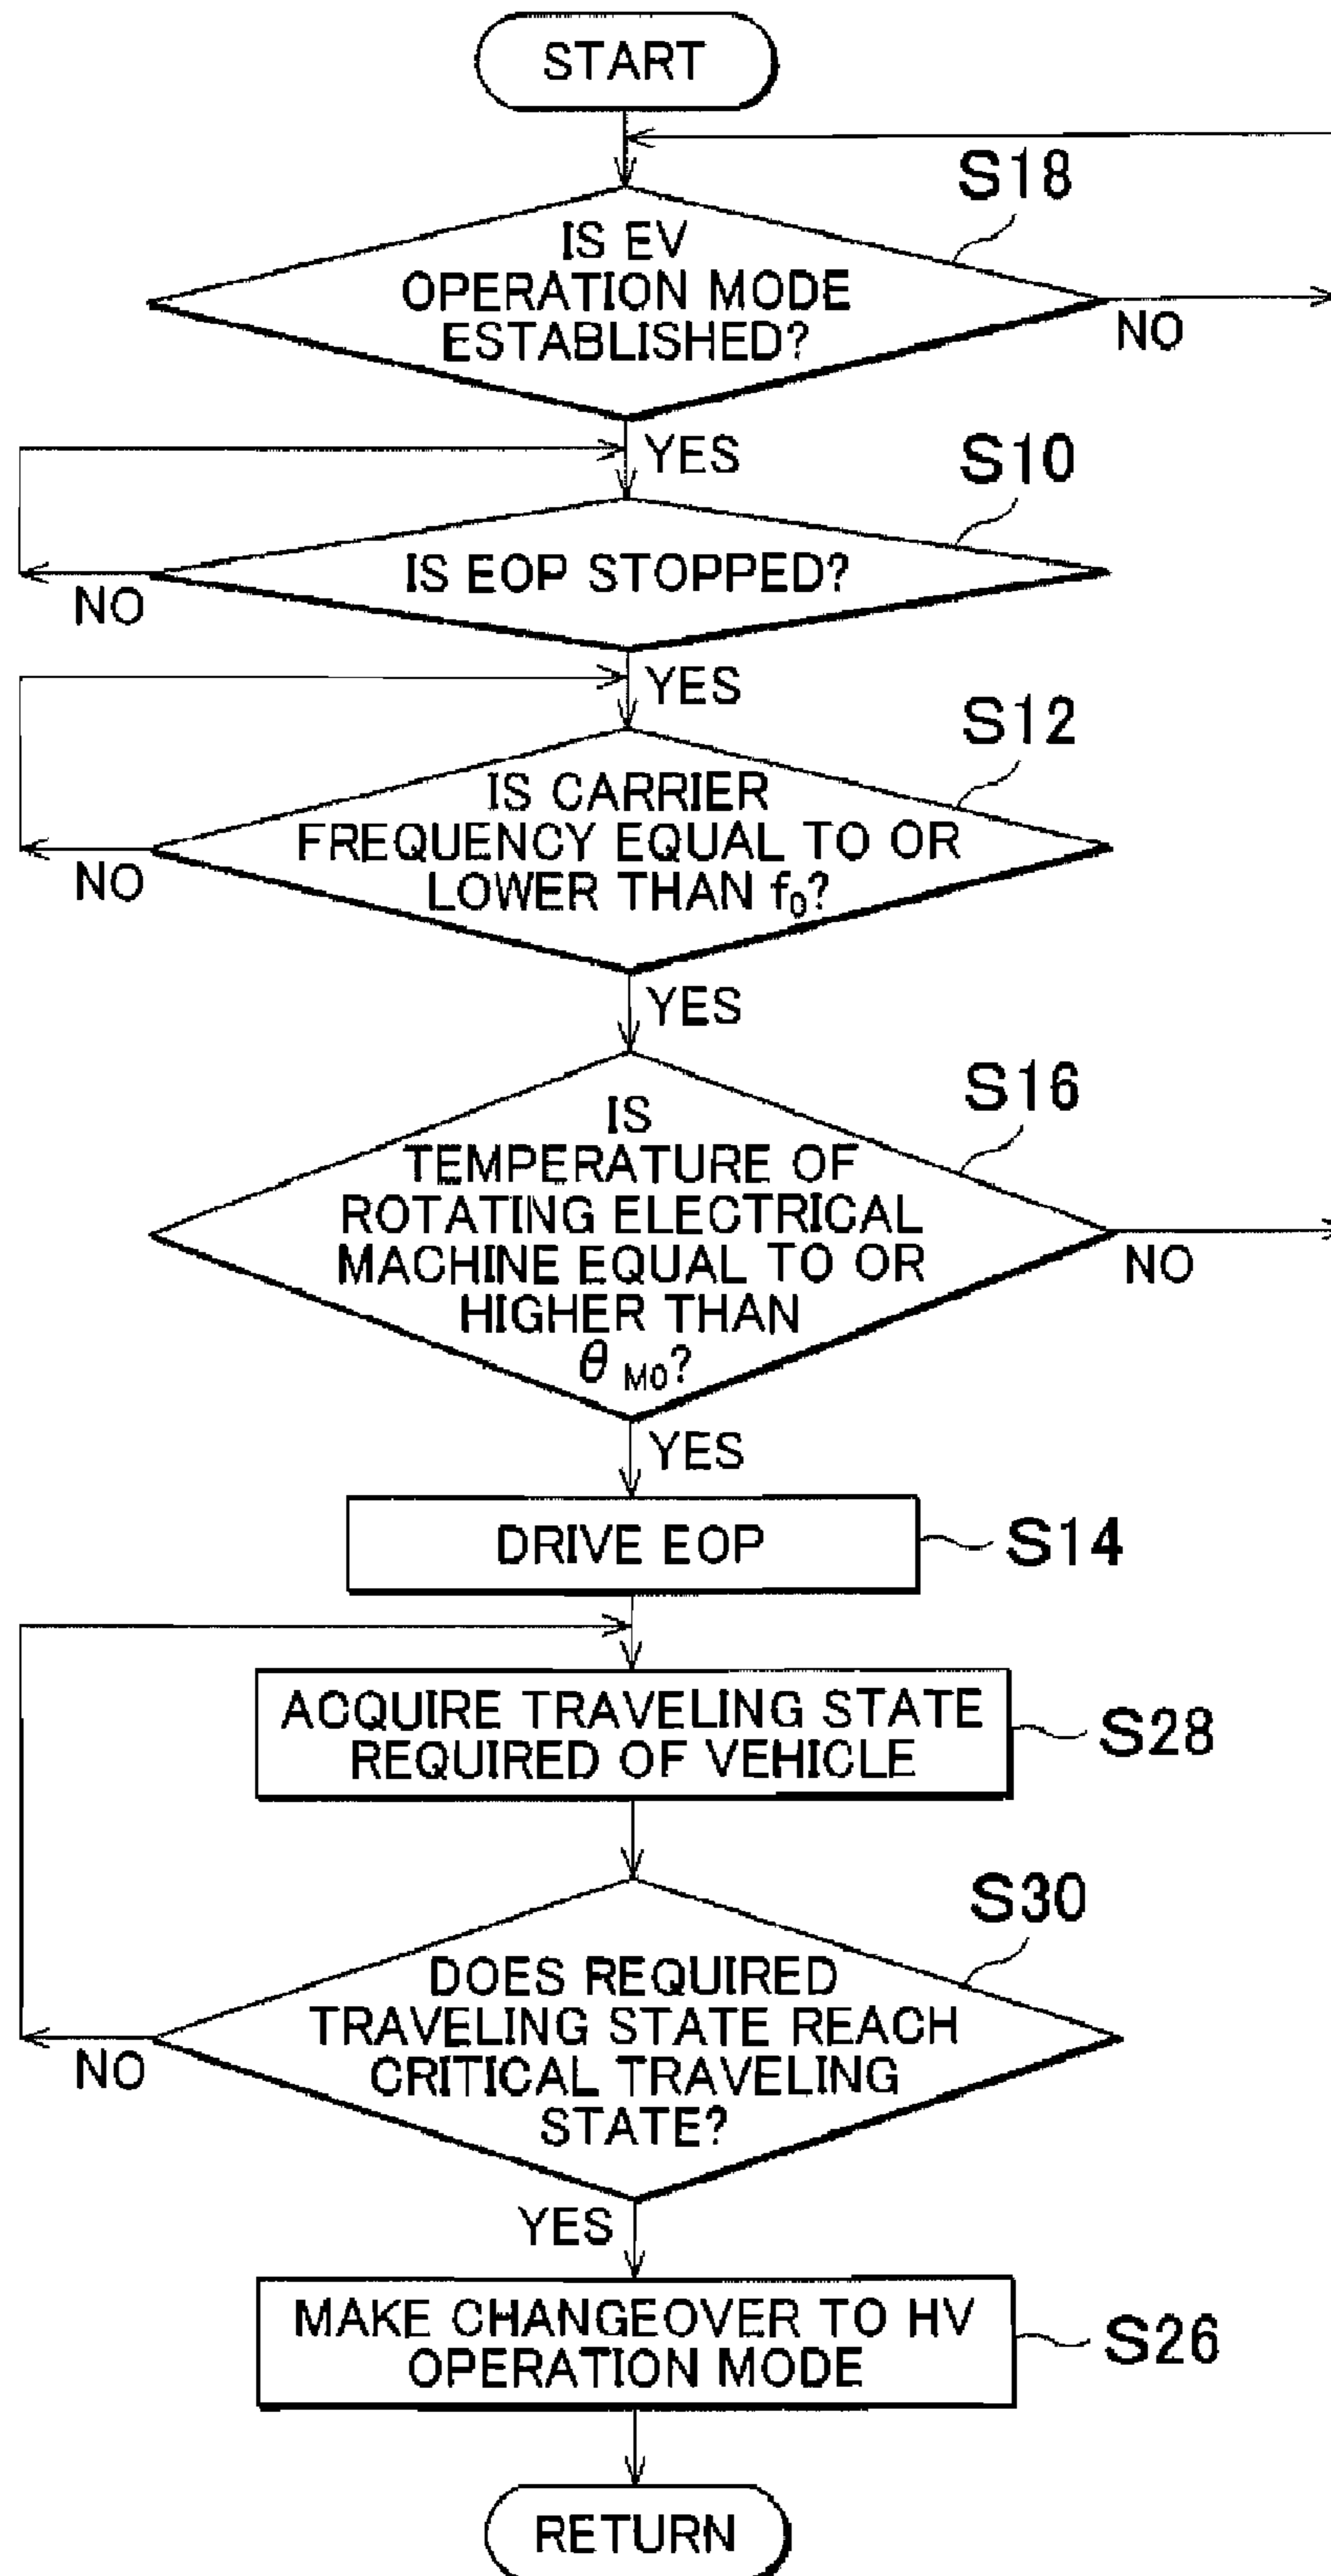 START
S18
IS EV
OPERATION MODE
ESTABLISHED?
NO
YES
S10
IS EOP STOPPED?
NO
YES
S12
IS CARRIER
FREQUENCY EQUAL TO OR
LOWER THAN f₀?
NO
YES
S16
IS
TEMPERATURE OF
ROTATING ELECTRICAL
MACHINE EQUAL TO OR
HIGHER THAN
θ M0?
NO
YES
DRIVE EOP
S14
ACQUIRE TRAVELING STATE
REQUIRED OF VEHICLE
S28
S30
DOES REQUIRED
TRAVELING STATE REACH
CRITICAL TRAVELING
STATE?
NO
YES
MAKE CHANGEOVER TO HV
OPERATION MODE
S26
RETURN